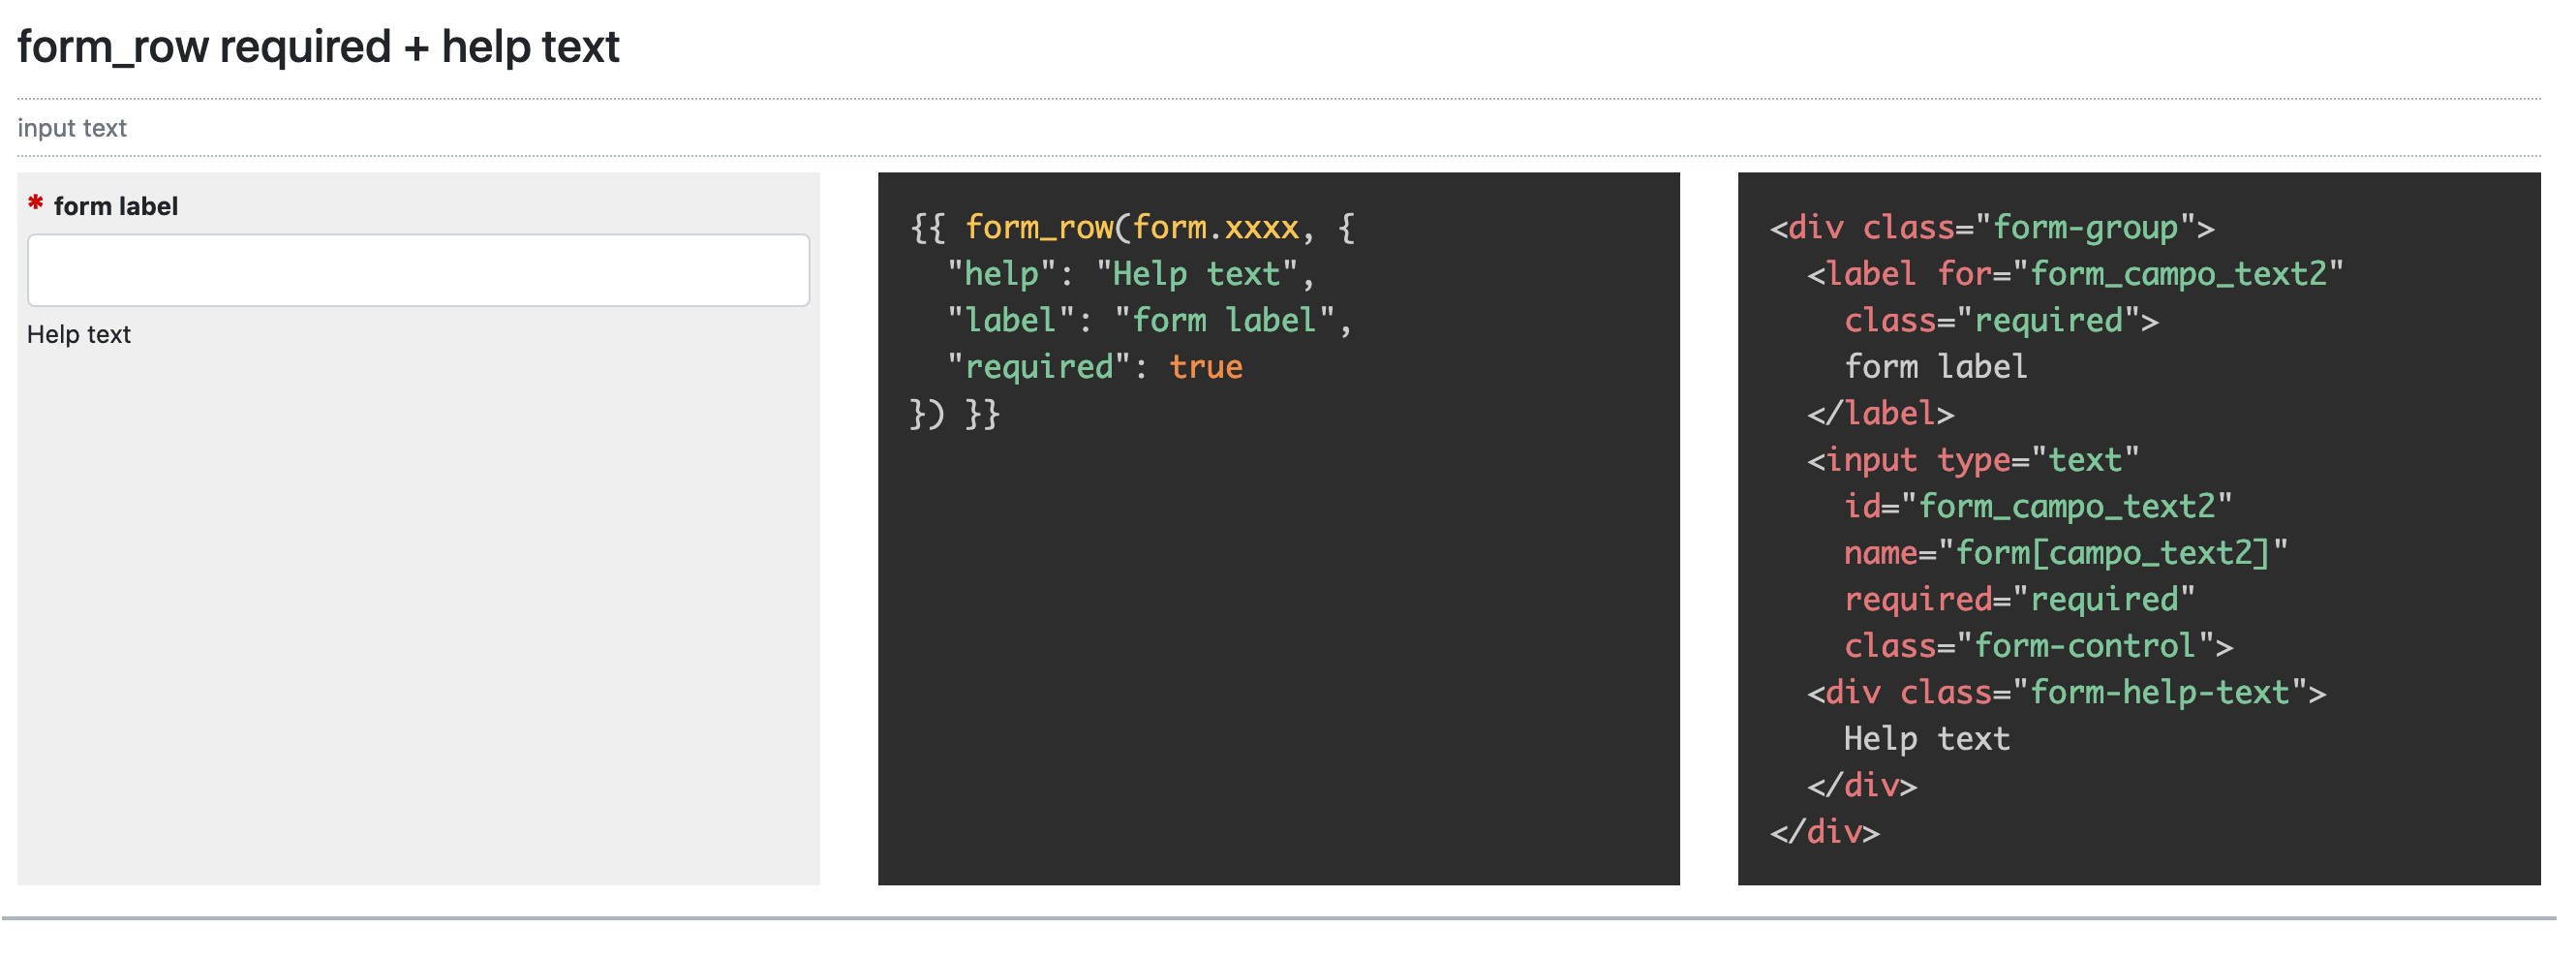 form_row required + help text
input text
* form label
Help text
{{ form_row(form.xxxx, {
  "help": "Help text",
  "label": "form label",
  "required": true
}) }}
<div class="form-group">
  <label for="form_campo_text2"
    class="required">
    form label
  </label>
  <input type="text"
    id="form_campo_text2"
    name="form[campo_text2]"
    required="required"
    class="form-control">
  <div class="form-help-text">
    Help text
  </div>
</div>